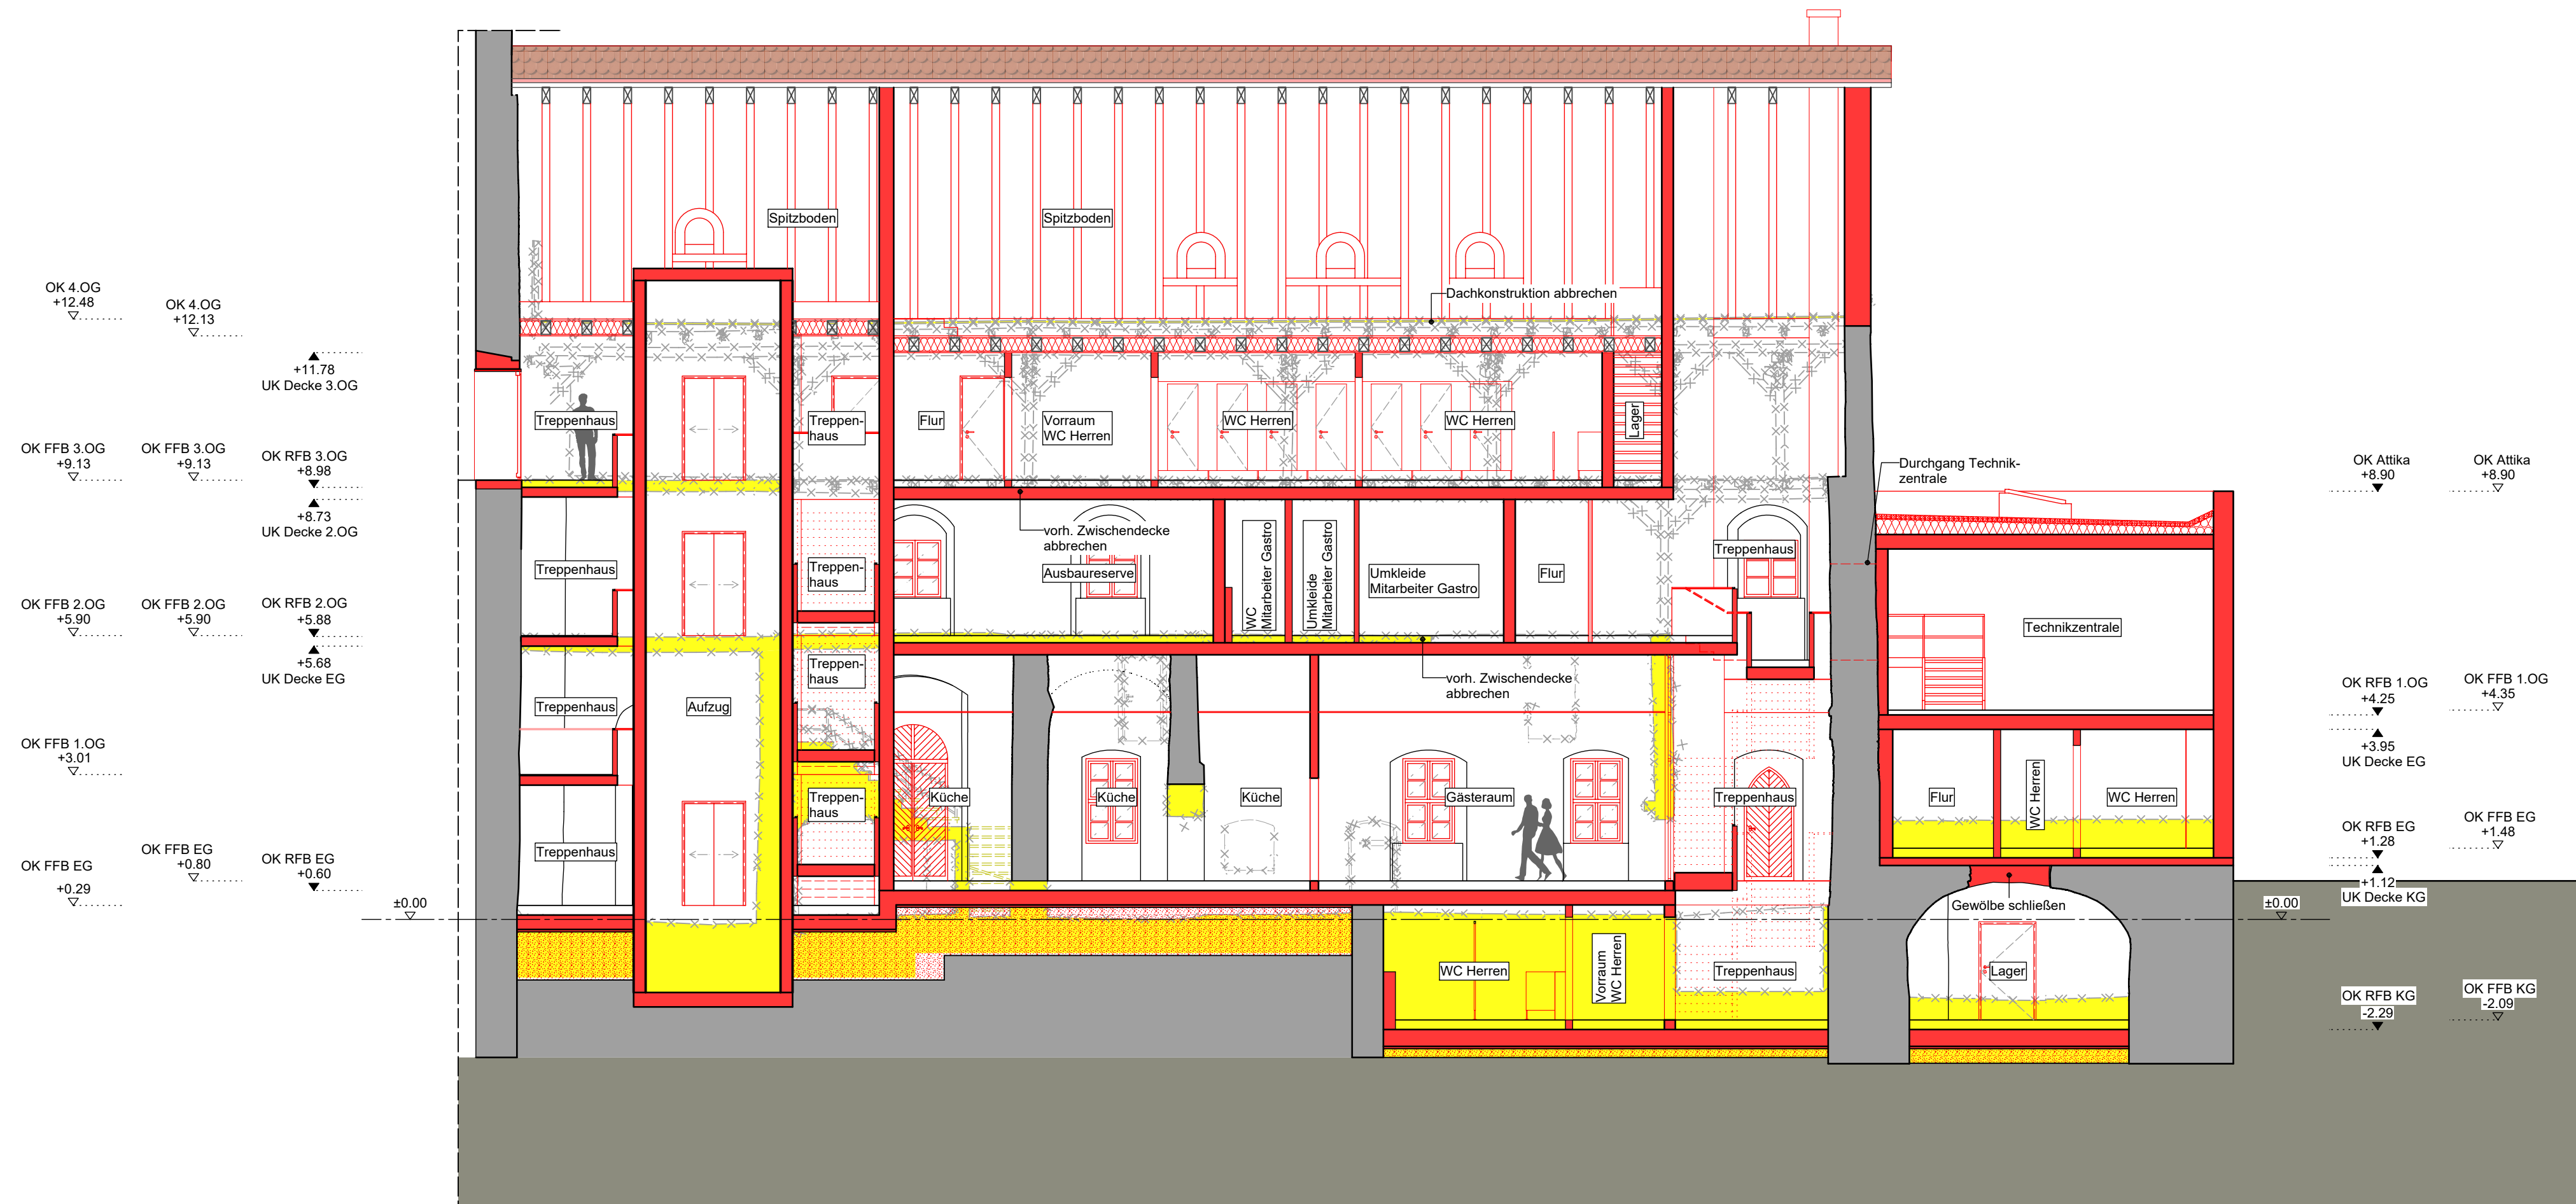 OK 4.OG
+12.48
OK 4.OG
+12.13
+11.78
UK Decke 3.OG
OK FFB 3.OG
+9.13
OK FFB 3.OG
+9.13
OK RFB 3.OG
+8.98
+8.73
UK Decke 2.OG
OK FFB 2.OG
+5.90
OK FFB 2.OG
+5.90
OK RFB 2.OG
+5.88
+5.68
UK Decke EG
OK FFB 1.OG
+3.01
OK FFB EG
+0.29
OK FFB EG
+0.80
OK RFB EG
+0.60
±0.00
Spitzboden
Spitzboden
Dachkonstruktion abbrechen
Treppenhaus
Treppen-
haus
Flur
Vorraum
WC Herren
WC Herren
WC Herren
Lager
Durchgang Technik-
zentrale
vorh. Zwischendecke
abbrechen
Treppenhaus
Treppen-
haus
Ausbaureserve
WC
Mitarbeiter Gastro
Umkleide
Mitarbeiter Gastro
Umkleide
Mitarbeiter Gastro
Flur
Treppenhaus
Technikzentrale
Treppen-
haus
vorh. Zwischendecke
abbrechen
Treppenhaus
Aufzug
Treppen-
haus
Küche
Küche
Küche
Gästeraum
Treppenhaus
Flur
WC Herren
WC Herren
Treppenhaus
Gewölbe schließen
WC Herren
Vorraum
WC Herren
Treppenhaus
Lager
OK Attika
+8.90
OK Attika
+8.90
OK RFB 1.OG
+4.25
OK FFB 1.OG
+4.35
+3.95
UK Decke EG
OK RFB EG
+1.28
OK FFB EG
+1.48
+1.12
UK Decke KG
±0.00
OK RFB KG
-2.29
OK FFB KG
-2.09